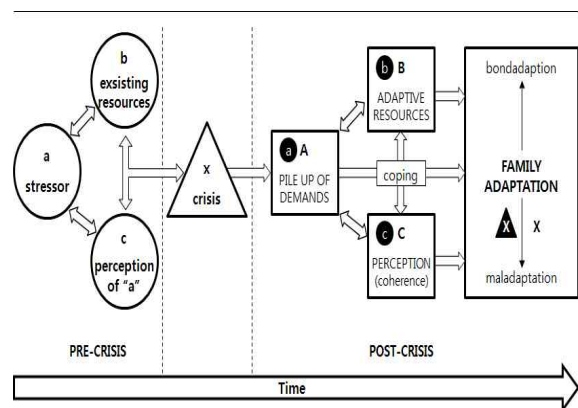 b
exsisting
resources
a
stressor
c
perception
of "a"
x
crisis
a A
PILE UP OF
DEMANDS
b B
ADAPTIVE
RESOURCES
coping
c C
PERCEPTION
(coherence)
bondadaption
FAMILY
ADAPTATION
X x
maladaptation
PRE-CRISIS
POST-CRISIS
Time